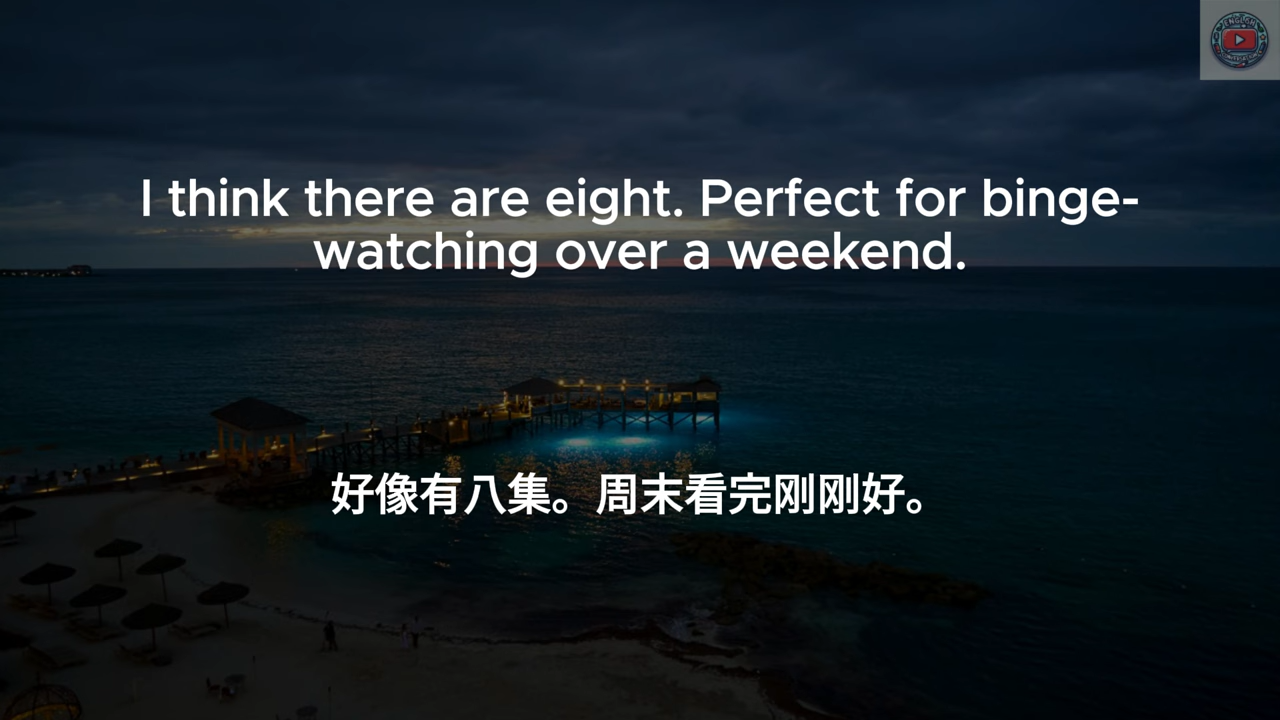 I think there are eight. Perfect for binge-
watching over a weekend.
好像有八集。周末看完刚刚好。